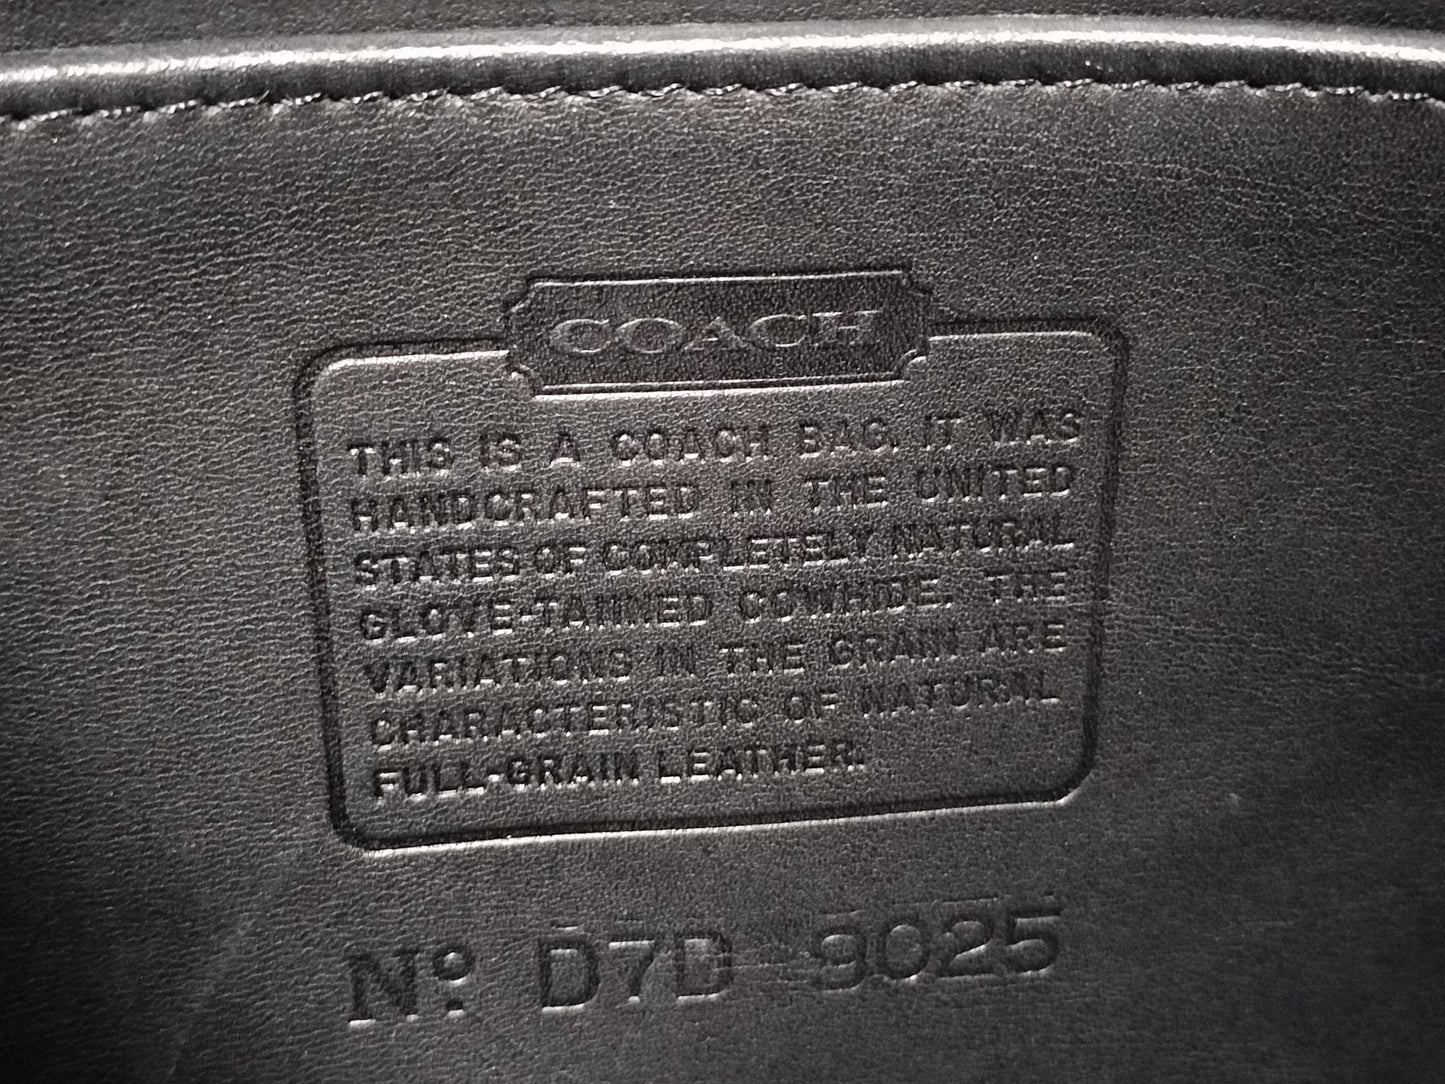 COACH
THIS IS A COACH BAG. IT WAS
HANDCRAFTED IN THE UNITED
STATES OF COMPLETELY NATURAL
GLOVE-TANNED COWHIDE. THE
VARIATIONS IN THE GRAIN ARE
CHARACTERISTIC OF NATURAL
FULL-GRAIN LEATHER.
Nº D7D 9025